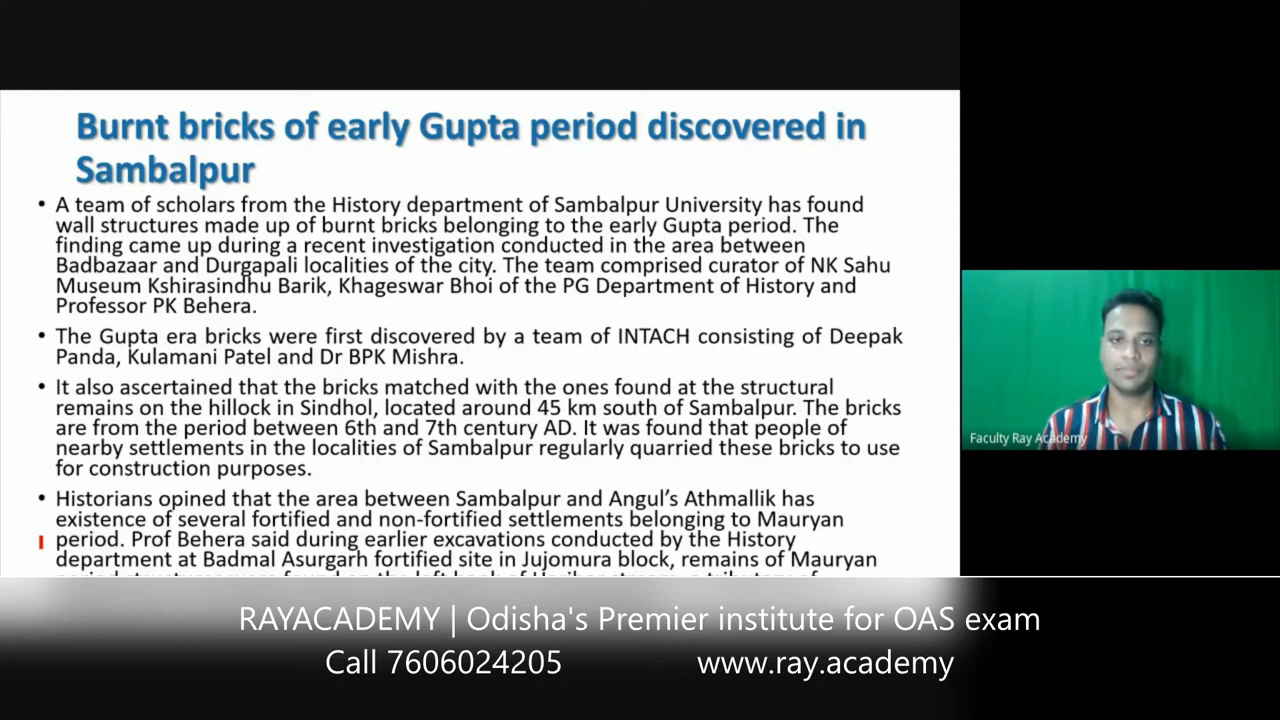 Burnt bricks of early Gupta period discovered in
Sambalpur
• A team of scholars from the History department of Sambalpur University has found
wall structures made up of burnt bricks belonging to the early Gupta period. The
finding came up during a recent investigation conducted in the area between
Badbazaar and Durgapali localities of the city. The team comprised curator of NK Sahu
Museum Kshirasindhu Barik, Khageswar Bhoi of the PG Department of History and
Professor PK Behera.
• The Gupta era bricks were first discovered by a team of INTACH consisting of Deepak
Panda, Kulamani Patel and Dr BPK Mishra.
• It also ascertained that the bricks matched with the ones found at the structural
remains on the hillock in Sindhol, located around 45 km south of Sambalpur. The bricks
are from the period between 6th and 7th century AD. It was found that people of
nearby settlements in the localities of Sambalpur regularly quarried these bricks to use
for construction purposes.
• Historians opined that the area between Sambalpur and Angul's Athmallik has
existence of several fortified and non-fortified settlements belonging to Mauryan
period. Prof Behera said during earlier excavations conducted by the History
department at Badmal Asurgarh fortified site in Jujomura block, remains of Mauryan
Faculty Ray Academy
RAYACADEMY | Odisha's Premier institute for OAS exam
Call 7606024205 www.ray.academy